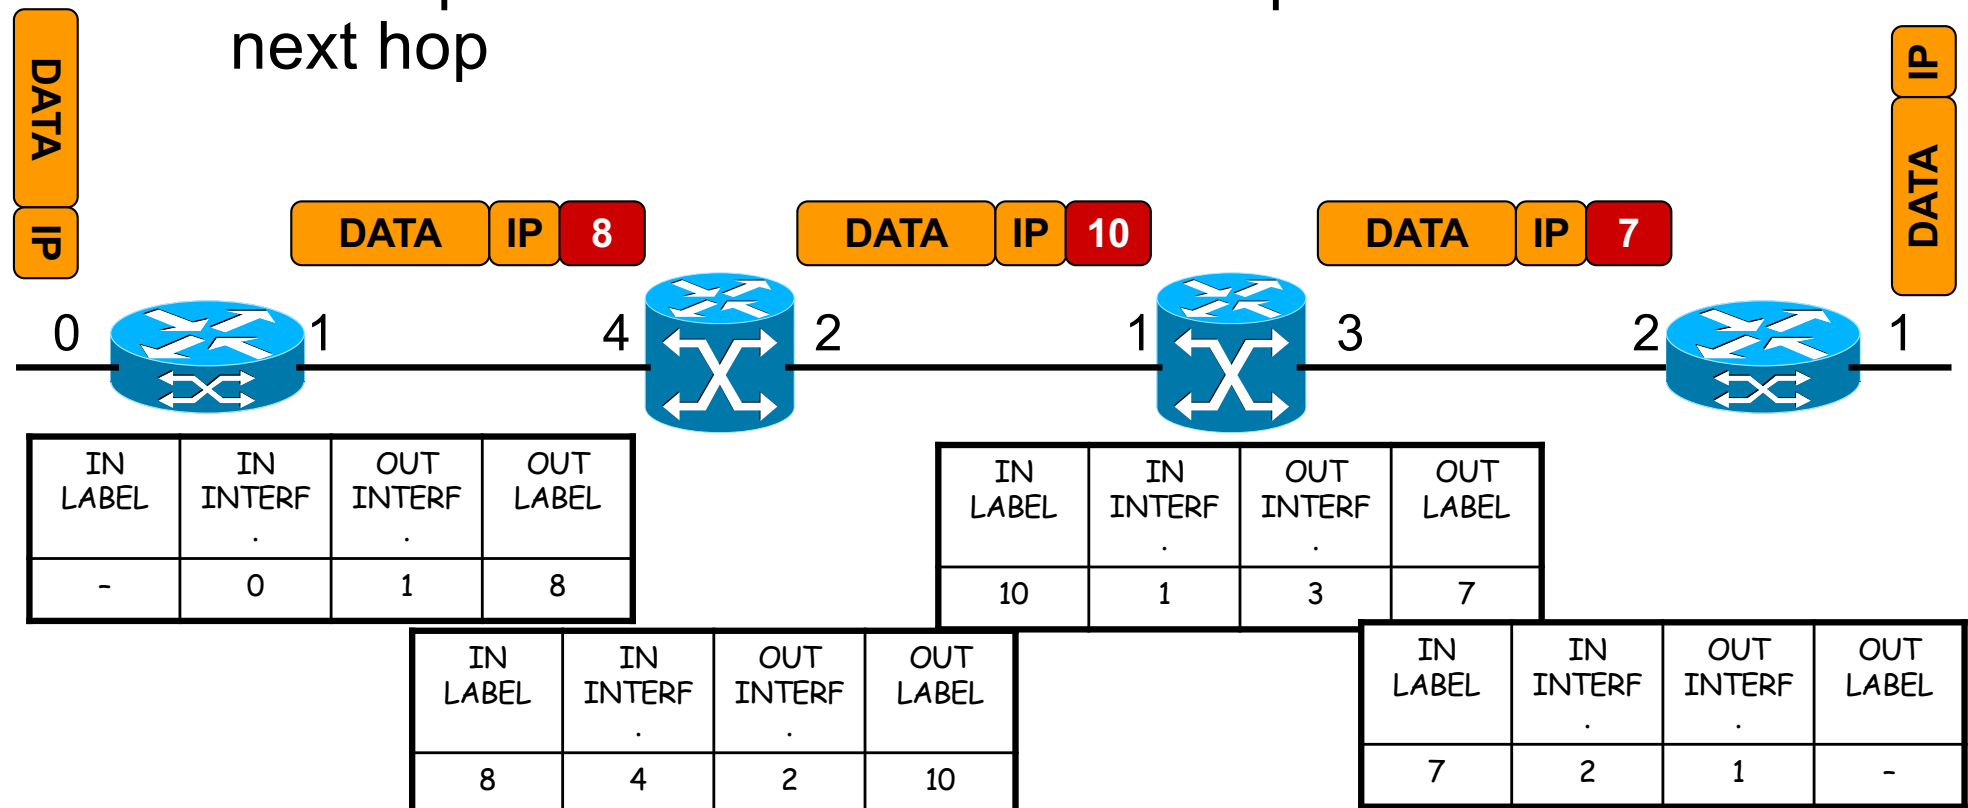 next hop
DATA IP
IP DATA
DATA IP 8
DATA IP 10
DATA IP 7
0 1 4 2 1 3 2 1
IN LABEL IN INTERF . OUT INTERF . OUT LABEL
- 0 1 8
IN LABEL IN INTERF . OUT INTERF . OUT LABEL
10 1 3 7
IN LABEL IN INTERF . OUT INTERF . OUT LABEL
8 4 2 10
IN LABEL IN INTERF . OUT INTERF . OUT LABEL
7 2 1 -